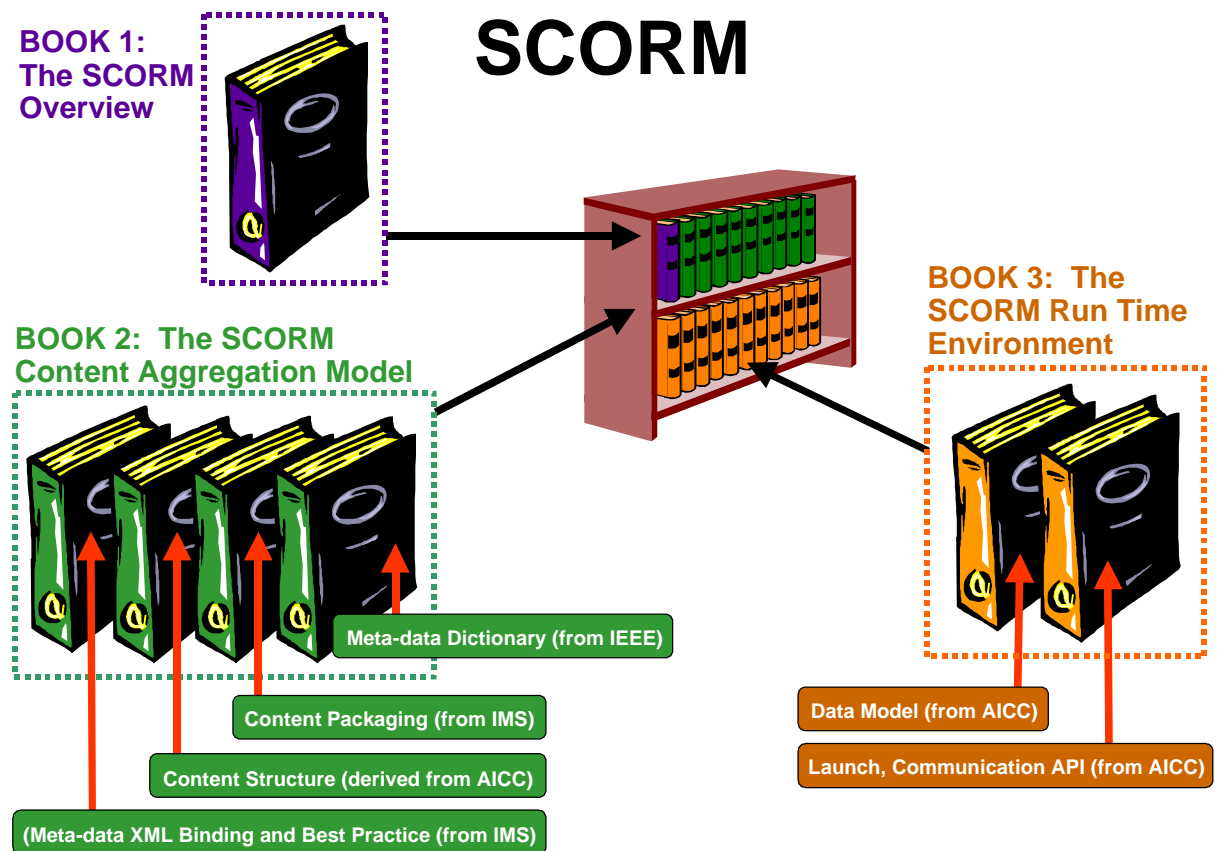 SCORM
BOOK 1:
The SCORM
Overview
BOOK 2:  The SCORM
Content Aggregation Model
BOOK 3:  The
SCORM Run Time
Environment
Meta-data Dictionary (from IEEE)
Content Packaging (from IMS)
Content Structure (derived from AICC)
(Meta-data XML Binding and Best Practice (from IMS)
Data Model (from AICC)
Launch, Communication API (from AICC)